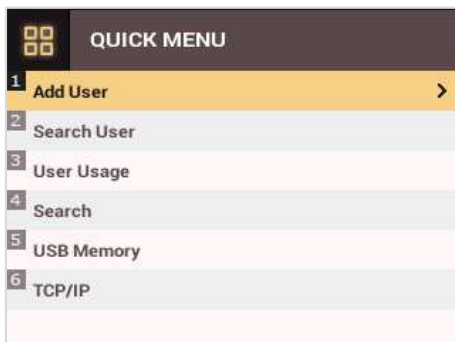 QUICK MENU
1 Add User
2 Search User
3 User Usage
4 Search
5 USB Memory
6 TCP/IP